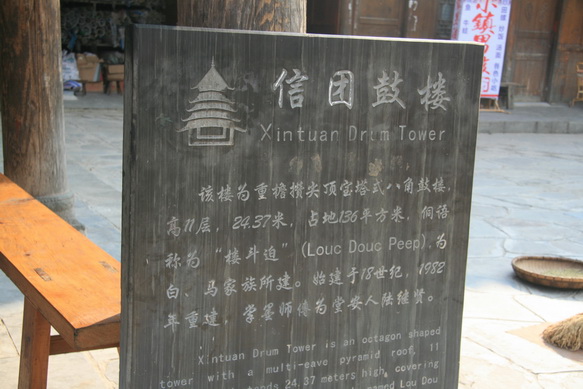 信团鼓楼
Xintuan Drum Tower
该楼为重檐攒尖顶宝塔式八角鼓楼,
高11层, 24.37米, 占地136平方米, 侗语
称为“楼斗迫”(Louc Douc Peep), 为
白、马家族所建。始建于18世纪, 1982
年重建, 掌墨师傅为堂安人陆继贤。
Xintuan Drum Tower is an octagon shaped
tower with a multi-eave pyramid roof, 11
24.37 meters high, covering
Lou Deu